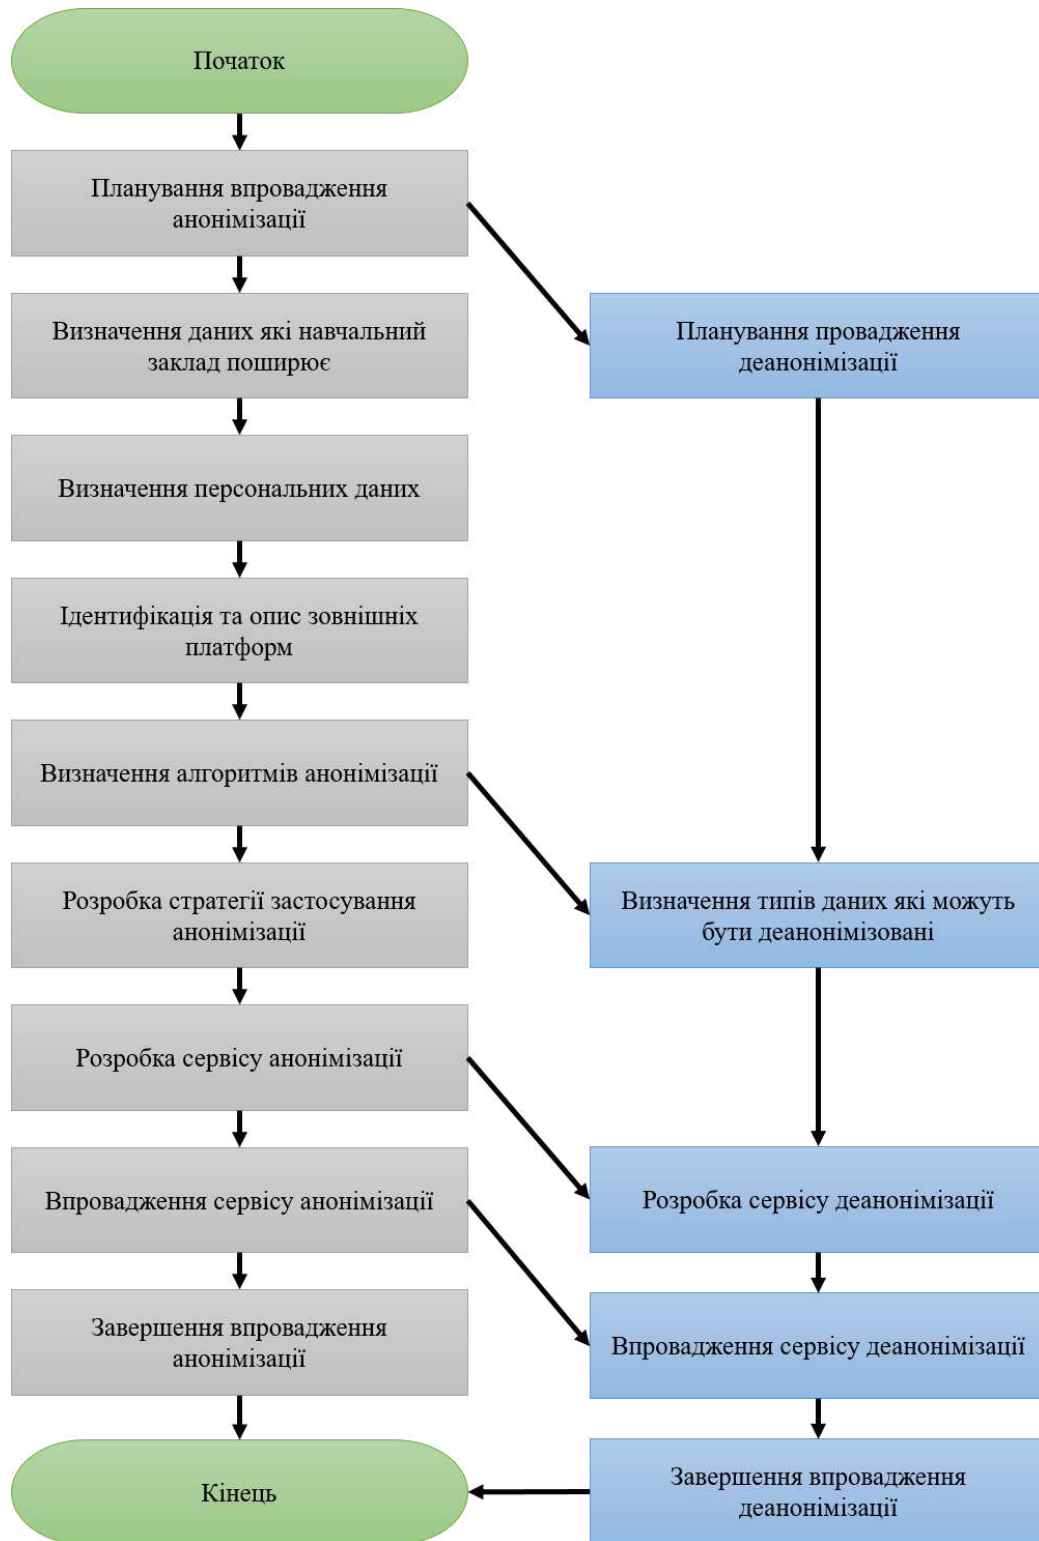 Початок
Планування впровадження
анонімізації
Визначення даних які навчальний
заклад поширює
Планування провадження
деанонімізації
Визначення персональних даних
Ідентифікація та опис зовнішніх
платформ
Визначення алгоритмів анонімізації
Розробка стратегії застосування
анонімізації
Визначення типів даних які можуть
бути деанонімізовані
Розробка сервісу анонімізації
Впровадження сервісу анонімізації
Розробка сервісу деанонімізації
Завершення впровадження
анонімізації
Впровадження сервісу деанонімізації
Кінець
Завершення впровадження
деанонімізації